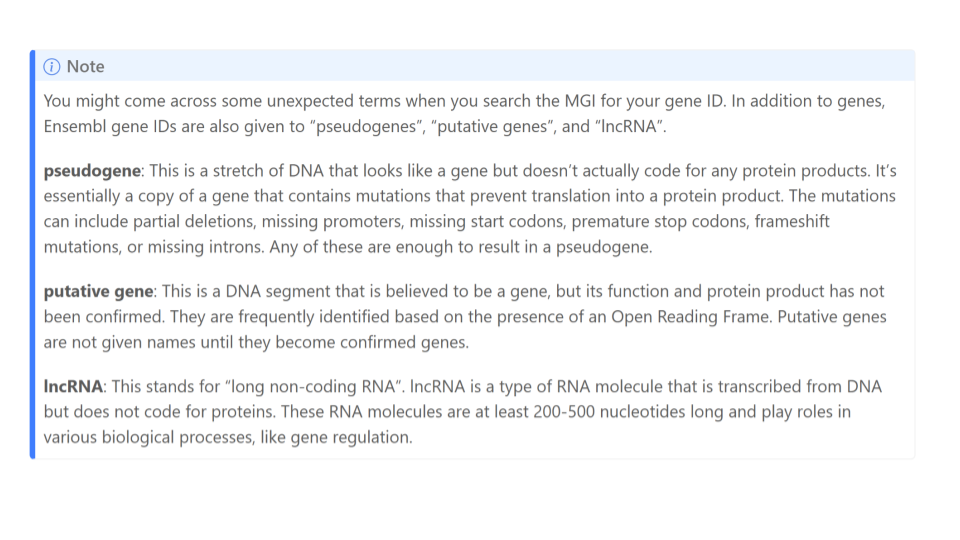 Note
You might come across some unexpected terms when you search the MGI for your gene ID. In addition to genes,
Ensembl gene IDs are also given to “pseudogenes”, “putative genes”, and “lncRNA”.
pseudogene: This is a stretch of DNA that looks like a gene but doesn’t actually code for any protein products. It’s
essentially a copy of a gene that contains mutations that prevent translation into a protein product. The mutations
can include partial deletions, missing promoters, missing start codons, premature stop codons, frameshift
mutations, or missing introns. Any of these are enough to result in a pseudogene.
putative gene: This is a DNA segment that is believed to be a gene, but its function and protein product has not
been confirmed. They are frequently identified based on the presence of an Open Reading Frame. Putative genes
are not given names until they become confirmed genes.
lncRNA: This stands for “long non-coding RNA”. lncRNA is a type of RNA molecule that is transcribed from DNA
but does not code for proteins. These RNA molecules are at least 200-500 nucleotides long and play roles in
various biological processes, like gene regulation.